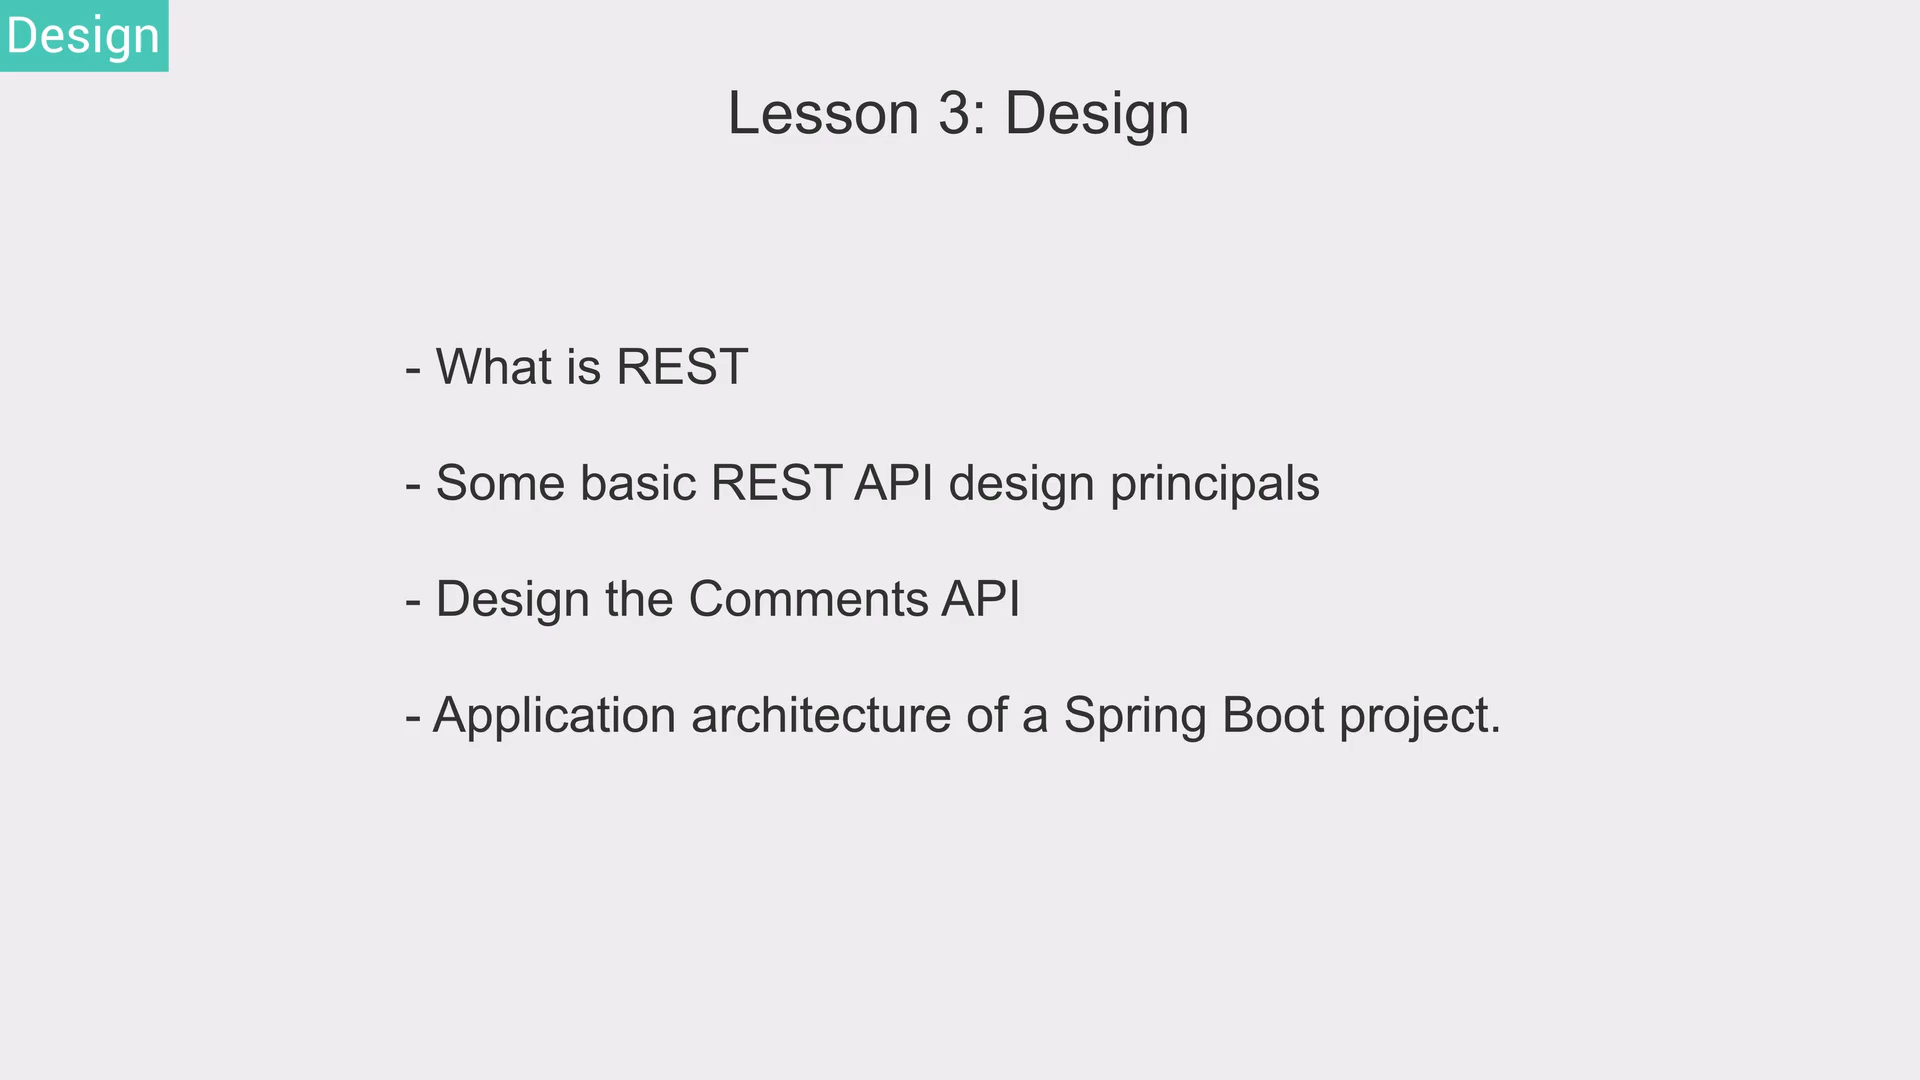 Design
Lesson 3: Design
- What is REST
- Some basic REST API design principals
- Design the Comments API
- Application architecture of a Spring Boot project.